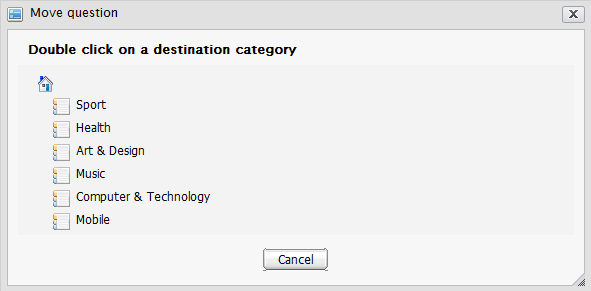 Move question
Double click on a destination category
Sport
Health
Art & Design
Music
Computer & Technology
Mobile
Cancel